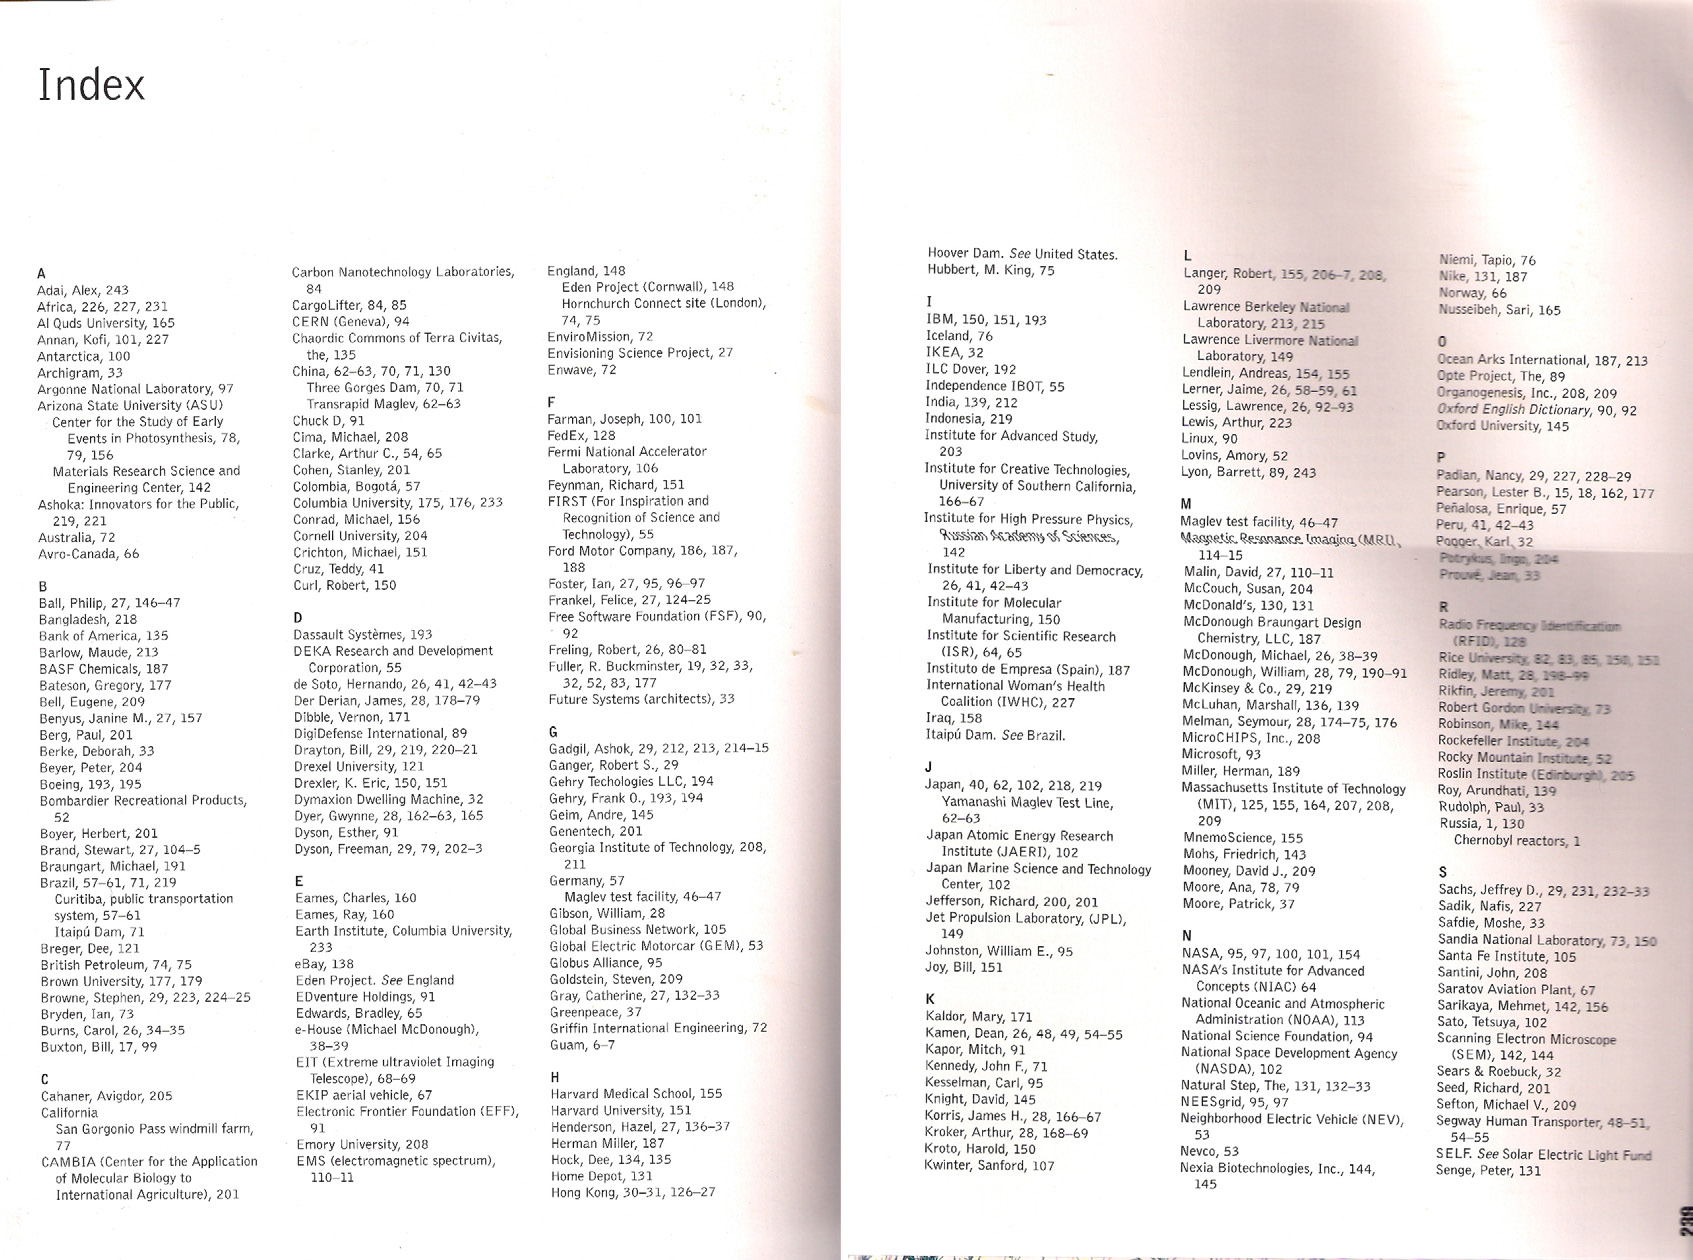 Index
A
Adai, Alex, 243
Africa, 226, 227, 231
Al Quds University, 165
Annan, Kofi, 101, 227
Antarctica, 100
Archigram, 33
Argonne National Laboratory, 97
Arizona State University (ASU)
Center for the Study of Early
Events in Photosynthesis, 78,
79, 156
Materials Research Science and
Engineering Center, 142
Ashoka: Innovators for the Public,
219, 221
Australia, 72
Avro-Canada, 66
B
Ball, Philip, 27, 146–47
Bangladesh, 218
Bank of America, 135
Barlow, Maude, 213
BASF Chemicals, 187
Bateson, Gregory, 177
Bell, Eugene, 209
Benyus, Janine M., 27, 157
Berg, Paul, 201
Berke, Deborah, 33
Beyer, Peter, 204
Boeing, 193, 195
Bombardier Recreational Products,
52
Boyer, Herbert, 201
Brand, Stewart, 27, 104–5
Braungart, Michael, 191
Brazil, 57–61, 71, 219
Curitiba, public transportation
system, 57–61
Itaipú Dam, 71
Breger, Dee, 121
British Petroleum, 74, 75
Brown University, 177, 179
Browne, Stephen, 29, 223, 224–25
Bryden, Ian, 73
Burns, Carol, 26, 34–35
Buxton, Bill, 17, 99
C
Cahaner, Avigdor, 205
California
San Gorgonio Pass windmill farm,
77
CAMBIA (Center for the Application
of Molecular Biology to
International Agriculture), 201
Carbon Nanotechnology Laboratories,
84
CargoLifter, 84, 85
CERN (Geneva), 94
Chaordic Commons of Terra Civitas,
the, 135
China, 62–63, 70, 71, 130
Three Gorges Dam, 70, 71
Transrapid Maglev, 62–63
Chuck D, 91
Cima, Michael, 208
Clarke, Arthur C., 54, 65
Cohen, Stanley, 201
Colombia, Bogotá, 57
Columbia University, 175, 176, 233
Conrad, Michael, 156
Cornell University, 204
Crichton, Michael, 151
Cruz, Teddy, 41
Curl, Robert, 150
D
Dassault Systèmes, 193
DEKA Research and Development
Corporation, 55
de Soto, Hernando, 26, 41, 42–43
Der Derian, James, 28, 178–79
Dibble, Vernon, 171
DigiDefense International, 89
Drayton, Bill, 29, 219, 220–21
Drexel University, 121
Drexler, K. Eric, 150, 151
Dymaxion Dwelling Machine, 32
Dyer, Gwynne, 28, 162–63, 165
Dyson, Esther, 91
Dyson, Freeman, 29, 79, 202–3
E
Eames, Charles, 160
Eames, Ray, 160
Earth Institute, Columbia University,
233
eBay, 138
Eden Project. See England
EDventure Holdings, 91
Edwards, Bradley, 65
e-House (Michael McDonough),
38–39
EIT (Extreme ultraviolet Imaging
Telescope), 68–69
EKIP aerial vehicle, 67
Electronic Frontier Foundation (EFF),
91
Emory University, 208
EMS (electromagnetic spectrum),
110–11
England, 148
Eden Project (Cornwall), 148
Hornchurch Connect site (London),
74, 75
EnviroMission, 72
Envisioning Science Project, 27
Enwave, 72
F
Farman, Joseph, 100, 101
FedEx, 128
Fermi National Accelerator
Laboratory, 106
Feynman, Richard, 151
FIRST (For Inspiration and
Recognition of Science and
Technology), 55
Ford Motor Company, 186, 187,
188
Foster, Ian, 27, 95, 96–97
Frankel, Felice, 27, 124–25
Free Software Foundation (FSF), 90,
92
Freling, Robert, 26, 80–81
Fuller, R. Buckminster, 19, 32, 33,
32, 52, 83, 177
Future Systems (architects), 33
G
Gadgil, Ashok, 29, 212, 213, 214–15
Ganger, Robert S., 29
Gehry Techologies LLC, 194
Gehry, Frank O., 193, 194
Geim, Andre, 145
Genentech, 201
Georgia Institute of Technology, 208,
211
Germany, 57
Maglev test facility, 46–47
Gibson, William, 28
Global Business Network, 105
Global Electric Motorcar (GEM), 53
Globus Alliance, 95
Goldstein, Steven, 209
Gray, Catherine, 27, 132–33
Greenpeace, 37
Griffin International Engineering, 72
Guam, 6–7
H
Harvard Medical School, 155
Harvard University, 151
Henderson, Hazel, 27, 136–37
Herman Miller, 187
Hock, Dee, 134, 135
Home Depot, 131
Hong Kong, 30–31, 126–27
Hoover Dam. See United States.
Hubbert, M. King, 75
I
IBM, 150, 151, 193
Iceland, 76
IKEA, 32
ILC Dover, 192
Independence IBOT, 55
India, 139, 212
Indonesia, 219
Institute for Advanced Study,
203
Institute for Creative Technologies,
University of Southern California,
166–67
Institute for High Pressure Physics,
Russian Academy of Sciences,
142
Institute for Liberty and Democracy,
26, 41, 42–43
Institute for Molecular
Manufacturing, 150
Institute for Scientific Research
(ISR), 64, 65
Instituto de Empresa (Spain), 187
International Woman's Health
Coalition (IWHC), 227
Iraq, 158
Itaipú Dam. See Brazil.
J
Japan, 40, 62, 102, 218, 219
Yamanashi Maglev Test Line,
62–63
Japan Atomic Energy Research
Institute (JAERI), 102
Japan Marine Science and Technology
Center, 102
Jefferson, Richard, 200, 201
Jet Propulsion Laboratory, (JPL),
149
Johnston, William E., 95
Joy, Bill, 151
K
Kaldor, Mary, 171
Kamen, Dean, 26, 48, 49, 54–55
Kapor, Mitch, 91
Kennedy, John F., 71
Kesselman, Carl, 95
Knight, David, 145
Korris, James H., 28, 166–67
Kroker, Arthur, 28, 168–69
Kroto, Harold, 150
Kwinter, Sanford, 107
L
Langer, Robert, 155, 206–7, 208,
209
Lawrence Berkeley National
Laboratory, 213, 215
Lawrence Livermore National
Laboratory, 149
Lendlein, Andreas, 154, 155
Lerner, Jaime, 26, 58–59, 61
Lessig, Lawrence, 26, 92–93
Lewis, Arthur, 223
Linux, 90
Lovins, Amory, 52
Lyon, Barrett, 89, 243
M
Maglev test facility, 46–47
Magnetic Resonance Imaging (MRI),
114–15
Malin, David, 27, 110–11
McCouch, Susan, 204
McDonald's, 130, 131
McDonough Braungart Design
Chemistry, LLC, 187
McDonough, Michael, 26, 38–39
McDonough, William, 28, 79, 190–91
McKinsey & Co., 29, 219
McLuhan, Marshall, 136, 139
Melman, Seymour, 28, 174–75, 176
MicroCHIPS, Inc., 208
Microsoft, 93
Miller, Herman, 189
Massachusetts Institute of Technology
(MIT), 125, 155, 164, 207, 208,
209
MnemoScience, 155
Mohs, Friedrich, 143
Mooney, David J., 209
Moore, Ana, 78, 79
Moore, Patrick, 37
N
NASA, 95, 97, 100, 101, 154
NASA's Institute for Advanced
Concepts (NIAC) 64
National Oceanic and Atmospheric
Administration (NOAA), 113
National Science Foundation, 94
National Space Development Agency
(NASDA), 102
Natural Step, The, 131, 132–33
NEESgrid, 95, 97
Neighborhood Electric Vehicle (NEV),
53
Nevco, 53
Nexia Biotechnologies, Inc., 144,
145
Niemi, Tapio, 76
Nike, 131, 187
Norway, 66
Nusseibeh, Sari, 165
O
Ocean Arks International, 187, 213
Opte Project, The, 89
Organogenesis, Inc., 208, 209
Oxford English Dictionary, 90, 92
Oxford University, 145
P
Padian, Nancy, 29, 227, 228–29
Pearson, Lester B., 15, 18, 162, 177
Peñalosa, Enrique, 57
Peru, 41, 42–43
Popper, Karl, 32
Potrykus, Ingo, 204
Prouvé, Jean, 33
R
Radio Frequency Identification
(RFID), 128
Rice University, 82, 83, 85, 150, 151
Ridley, Matt, 28, 198–99
Rikfin, Jeremy, 201
Robert Gordon University, 73
Robinson, Mike, 144
Rockefeller Institute, 204
Rocky Mountain Institute, 52
Roslin Institute (Edinburgh), 205
Roy, Arundhati, 139
Rudolph, Paul, 33
Russia, 1, 130
Chernobyl reactors, 1
S
Sachs, Jeffrey D., 29, 231, 232–33
Sadik, Nafis, 227
Safdie, Moshe, 33
Sandia National Laboratory, 73, 150
Santa Fe Institute, 105
Santini, John, 208
Saratov Aviation Plant, 67
Sarikaya, Mehmet, 142, 156
Sato, Tetsuya, 102
Scanning Electron Microscope
(SEM), 142, 144
Sears & Roebuck, 32
Seed, Richard, 201
Sefton, Michael V., 209
Segway Human Transporter, 48–51,
54–55
SELF. See Solar Electric Light Fund
Senge, Peter, 131
239